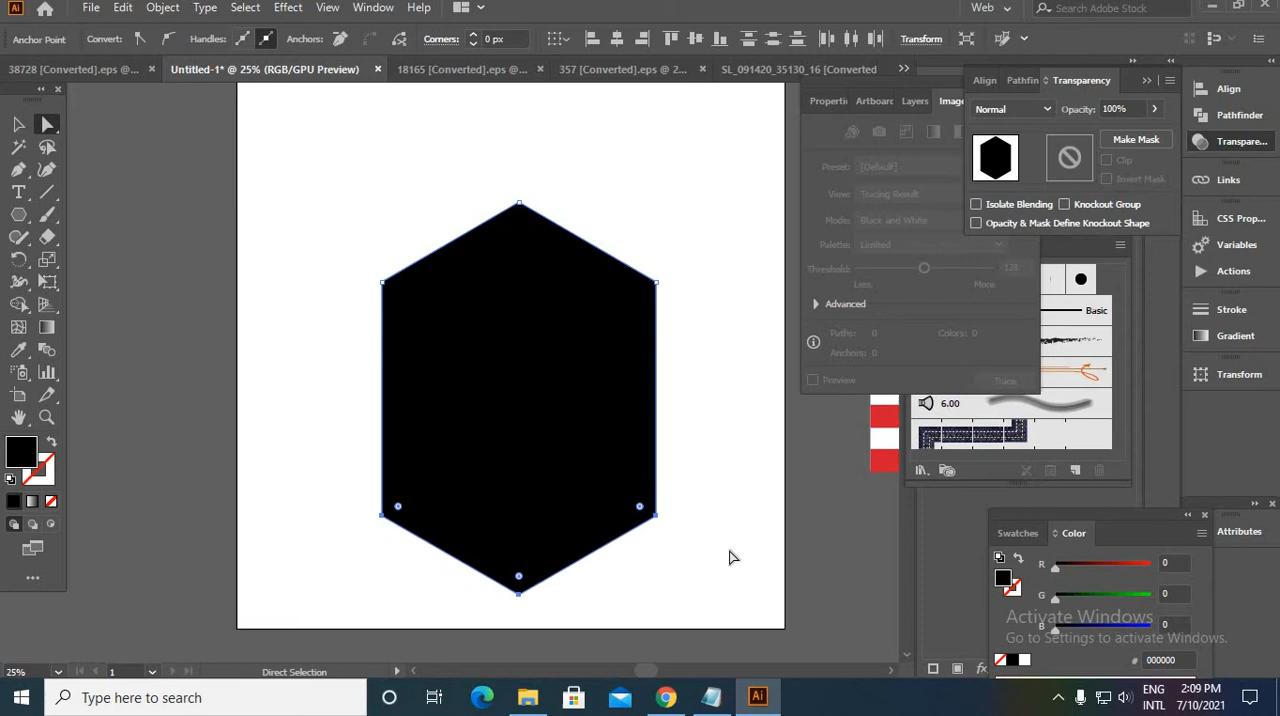 Ai File Edit Object Type Select Effect View Window Help Web Search Adobe Stock
Anchor Point Convert: Handles: Anchors: Corners: 0 px Transform
38728 [Converted].eps @... Untitled-1* @ 25% (RGB/GPU Preview) 18165 [Converted].eps @... 357 [Converted].eps @ 2... SL_091420_35130_16 [Converted
Align Pathfin Transparency
Properti Artboar Layers Image
Normal Opacity: 100%
Make Mask
Clip
Invert Mask
Isolate Blending Knockout Group
Opacity & Mask Define Knockout Shape
Preset: [Default]
View: Tracing Result
Mode: Black and White
Palette: Limited
Threshold: 128
Less More
Advanced
Paths: 0 Colors: 0
Anchors: 0
Preview Trace
Basic
6.00
Align
Pathfinder
Transpare...
Links
CSS Prop...
Variables
Actions
Stroke
Gradient
Transform
Attributes
Swatches Color
R 0
G 0
B 0
# 000000
Activate Windows
Go to Settings to activate Windows.
25% 1 Direct Selection
Type here to search
Ai
ENG
INTL
2:09 PM
7/10/2021